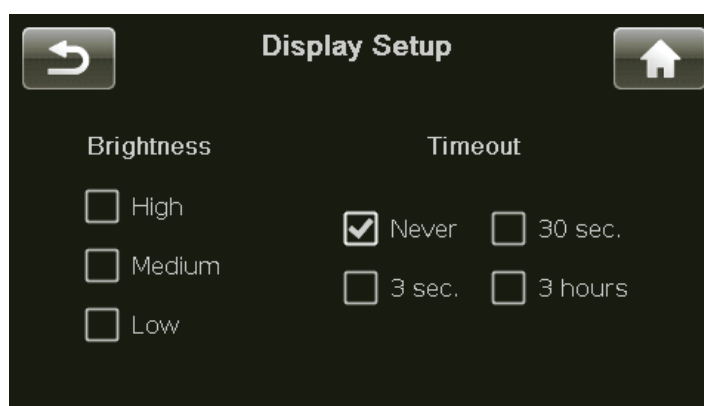 Display Setup
Brightness
High
Medium
Low
Timeout
Never
30 sec.
3 sec.
3 hours